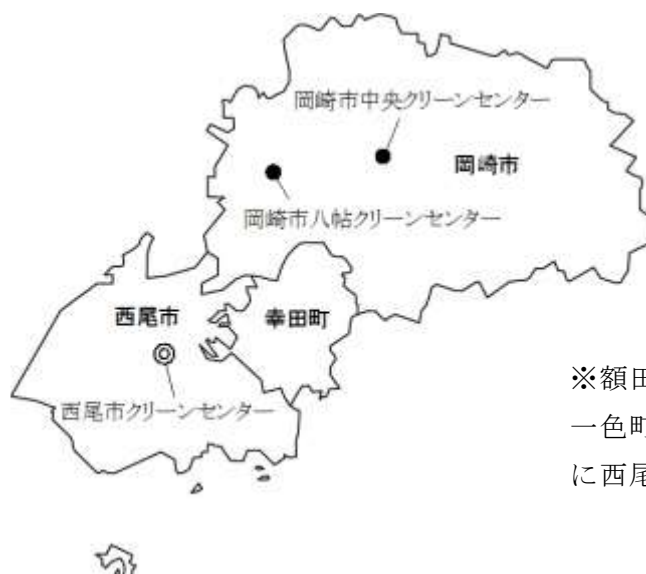 岡崎市中央クリーンセンター
岡崎市
岡崎市八帖クリーンセンター
西尾市
幸田町
西尾市クリーンセンター
※額田
一色町
に西尾